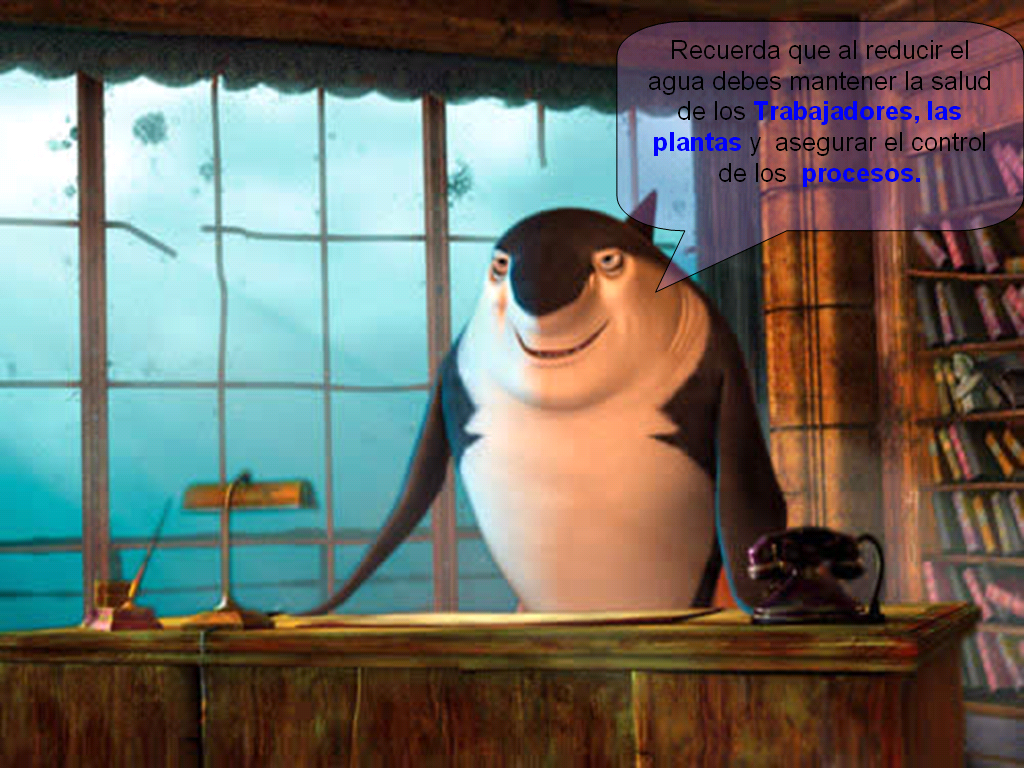 Recuerda que al reducir el
agua debes mantener la salud
de los Trabajadores, las
plantas y asegurar el control
de los procesos.